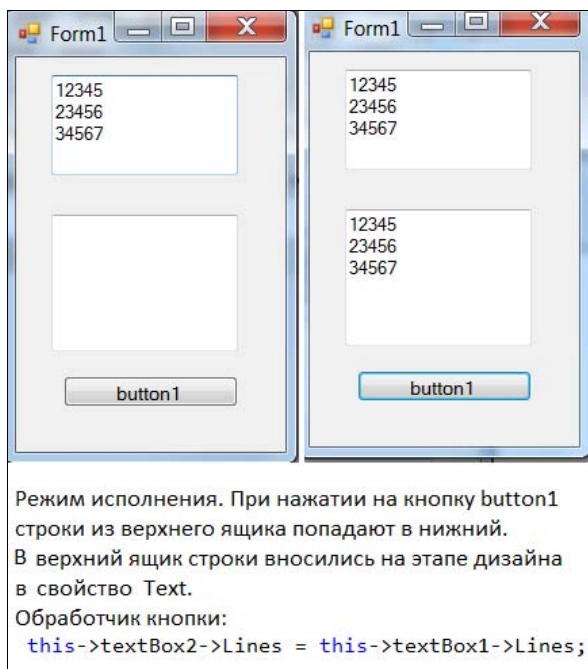 Form1
12345
23456
34567
button1
Form1
12345
23456
34567
12345
23456
34567
button1
Режим исполнения. При нажатии на кнопку button1
строки из верхнего ящика попадают в нижний.
В верхний ящик строки вносились на этапе дизайна
в свойство Text.
Обработчик кнопки:
this->textBox2->Lines = this->textBox1->Lines;